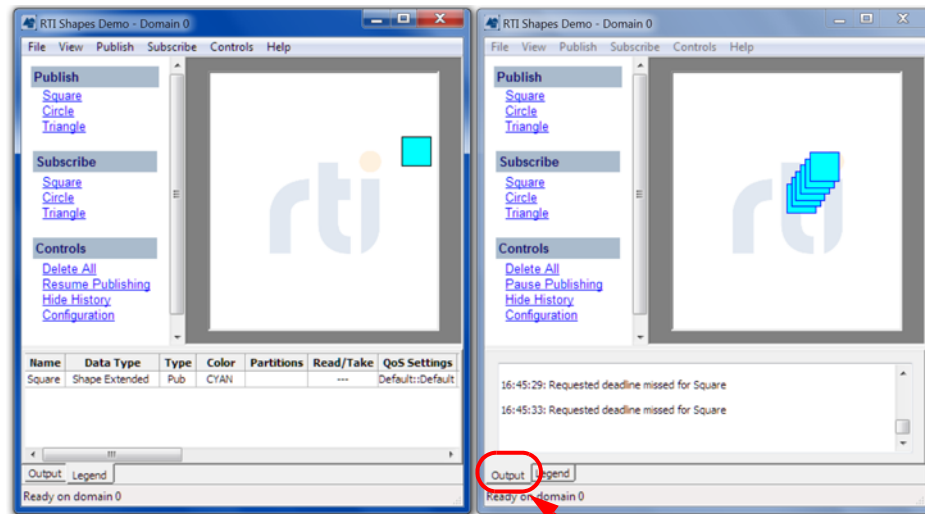 RTI Shapes Demo - Domain 0
File View Publish Subscribe Controls Help
Publish
Square
Circle
Triangle
Subscribe
Square
Circle
Triangle
Controls
Delete All
Resume Publishing
Hide History
Configuration
rti
Name Data Type Type Color Partitions Read/Take QoS Settings
Square Shape Extended Pub CYAN --- Default::Default
Output Legend
Ready on domain 0
RTI Shapes Demo - Domain 0
File View Publish Subscribe Controls Help
Publish
Square
Circle
Triangle
Subscribe
Square
Circle
Triangle
Controls
Delete All
Pause Publishing
Hide History
Configuration
rti
16:45:29: Requested deadline missed for Square
16:45:33: Requested deadline missed for Square
Output Legend
Ready on domain 0